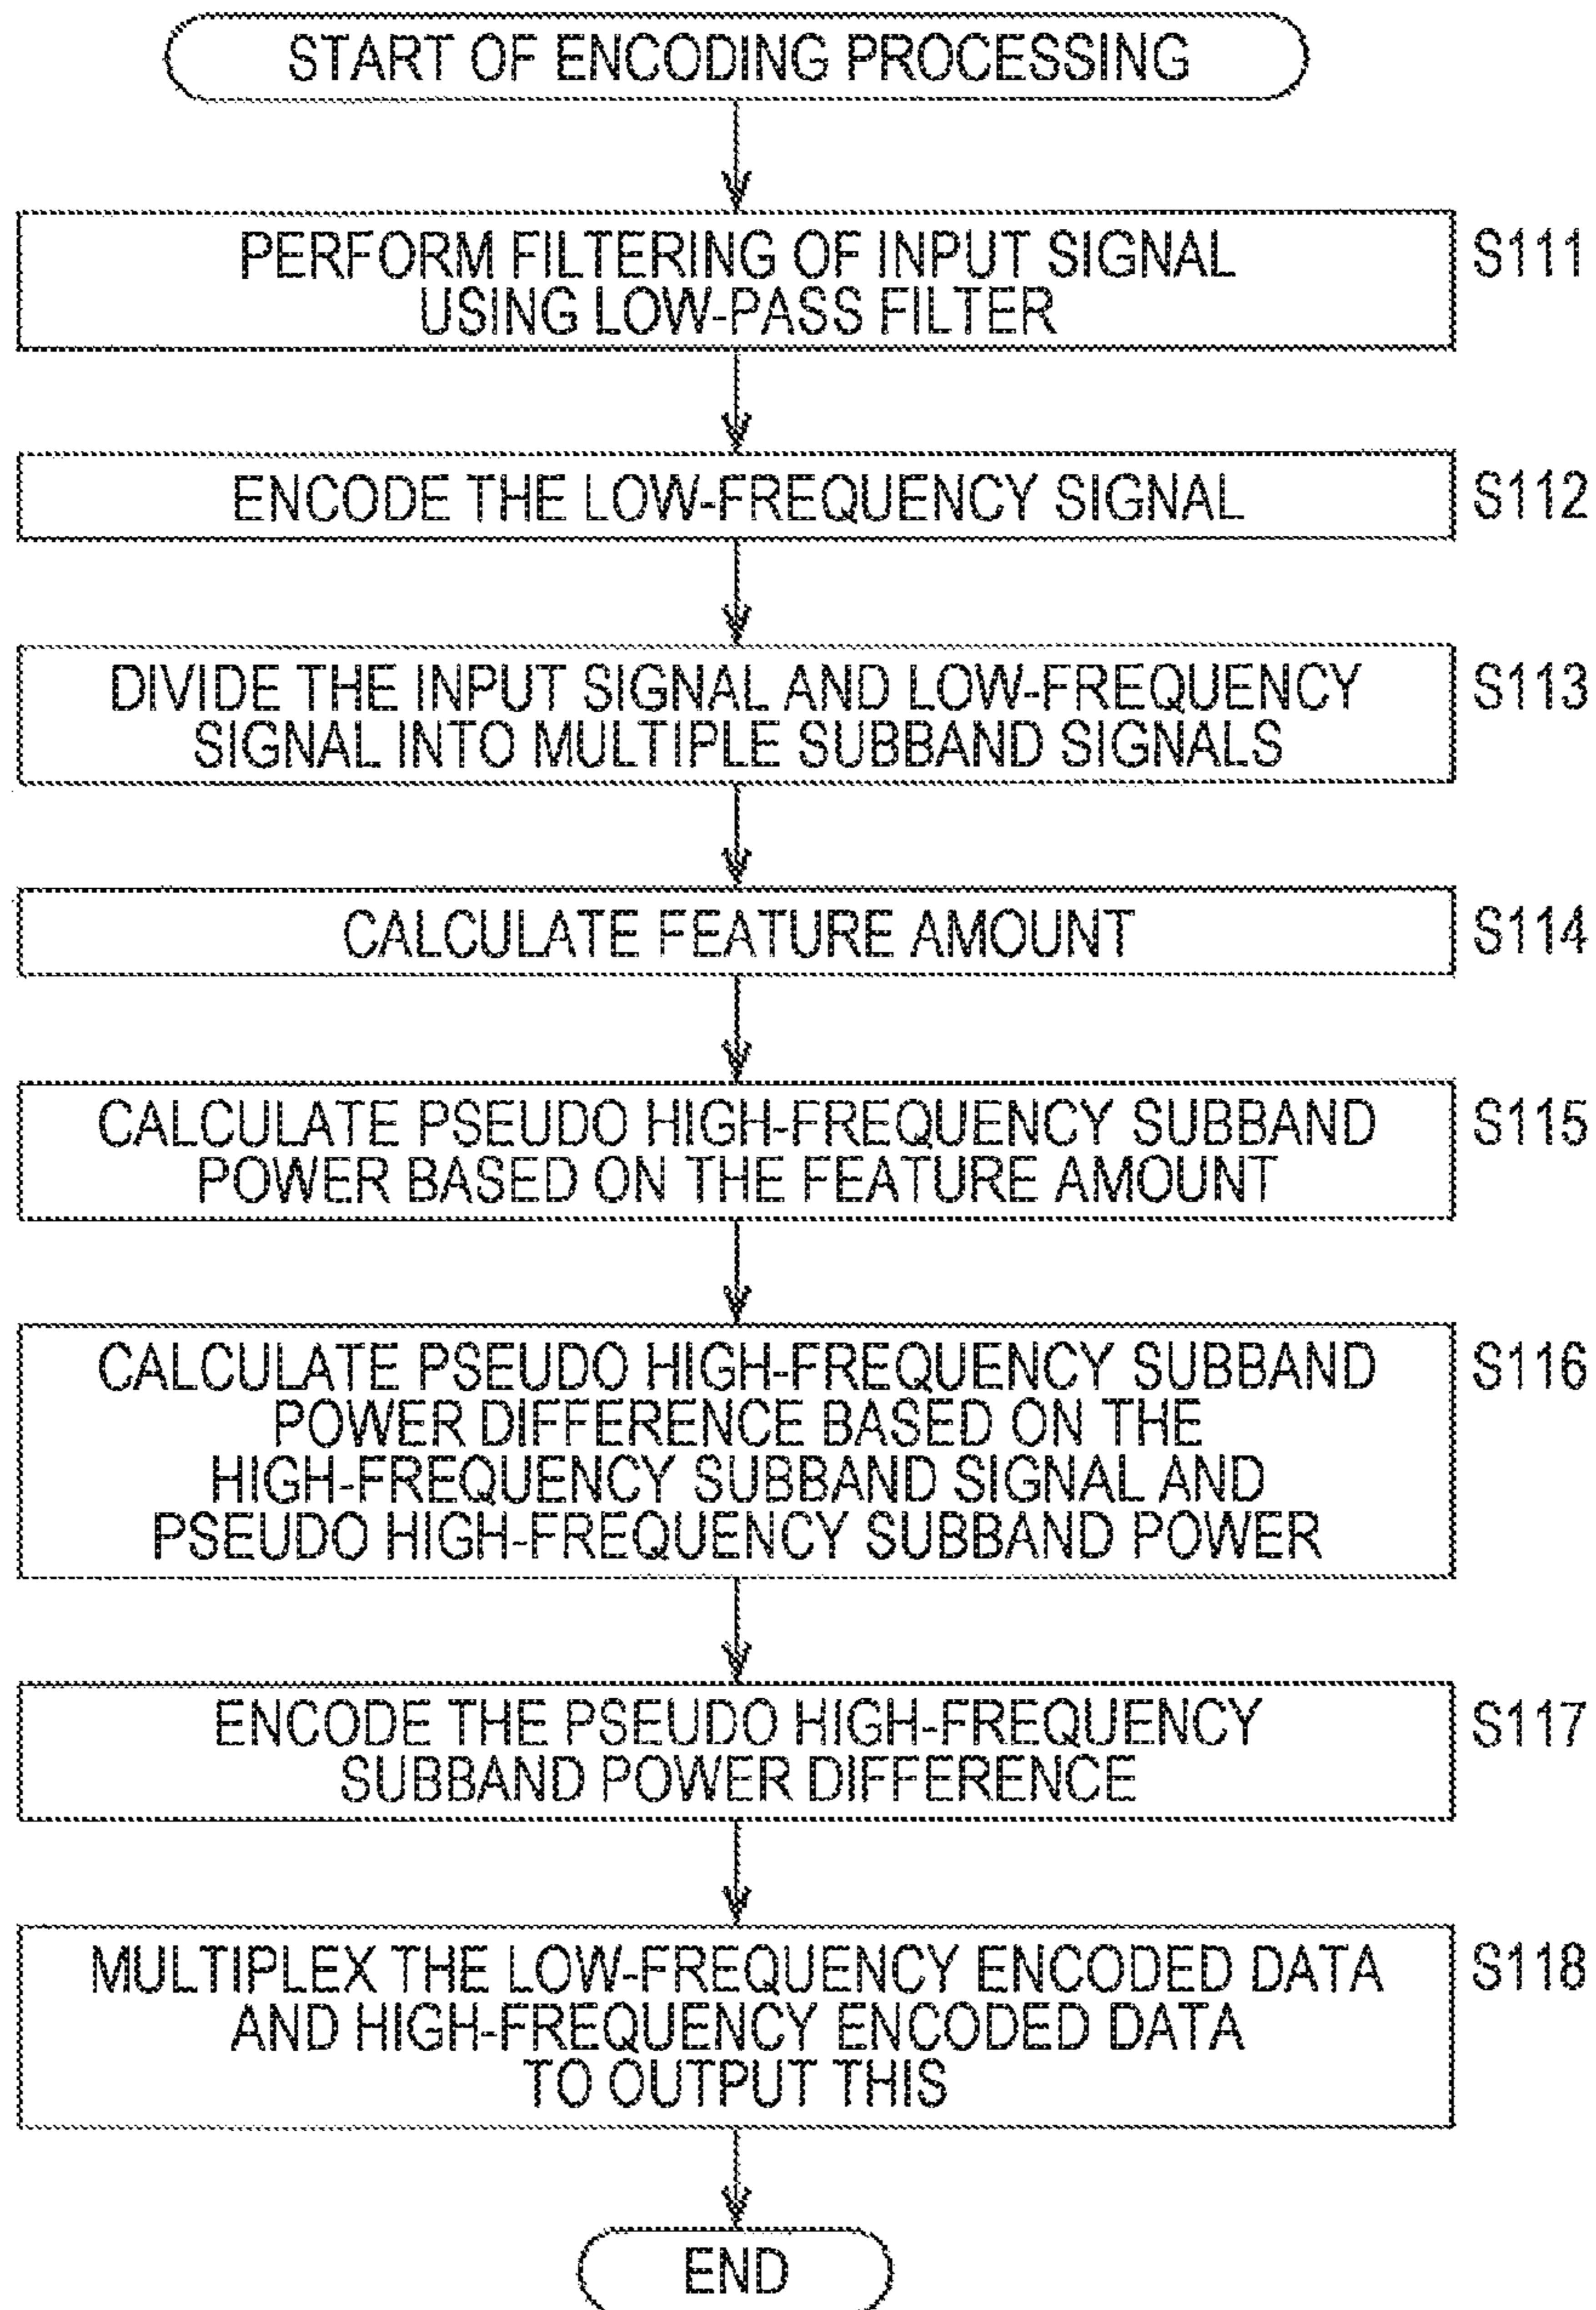 START OF ENCODING PROCESSING
PERFORM FILTERING OF INPUT SIGNAL
USING LOW-PASS FILTER
S111
ENCODE THE LOW-FREQUENCY SIGNAL
S112
DIVIDE THE INPUT SIGNAL AND LOW-FREQUENCY
SIGNAL INTO MULTIPLE SUBBAND SIGNALS
S113
CALCULATE FEATURE AMOUNT
S114
CALCULATE PSEUDO HIGH-FREQUENCY SUBBAND
POWER BASED ON THE FEATURE AMOUNT
S115
CALCULATE PSEUDO HIGH-FREQUENCY SUBBAND
POWER DIFFERENCE BASED ON THE
HIGH-FREQUENCY SUBBAND SIGNAL AND
PSEUDO HIGH-FREQUENCY SUBBAND POWER
S116
ENCODE THE PSEUDO HIGH-FREQUENCY
SUBBAND POWER DIFFERENCE
S117
MULTIPLEX THE LOW-FREQUENCY ENCODED DATA
AND HIGH-FREQUENCY ENCODED DATA
TO OUTPUT THIS
S118
END